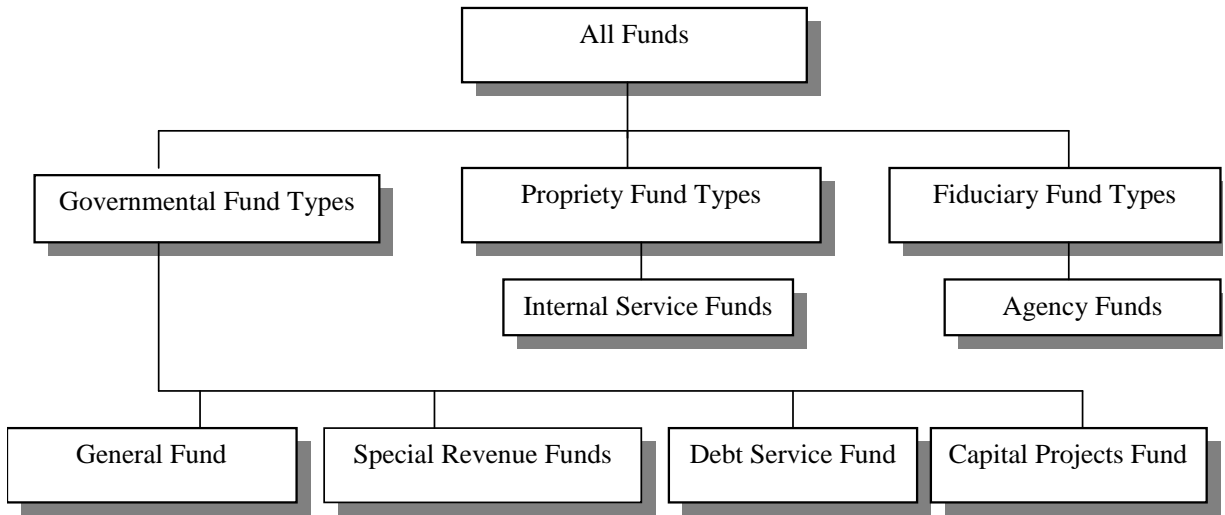 All Funds
Governmental Fund Types
Propriety Fund Types
Fiduciary Fund Types
Internal Service Funds
Agency Funds
General Fund
Special Revenue Funds
Debt Service Fund
Capital Projects Fund